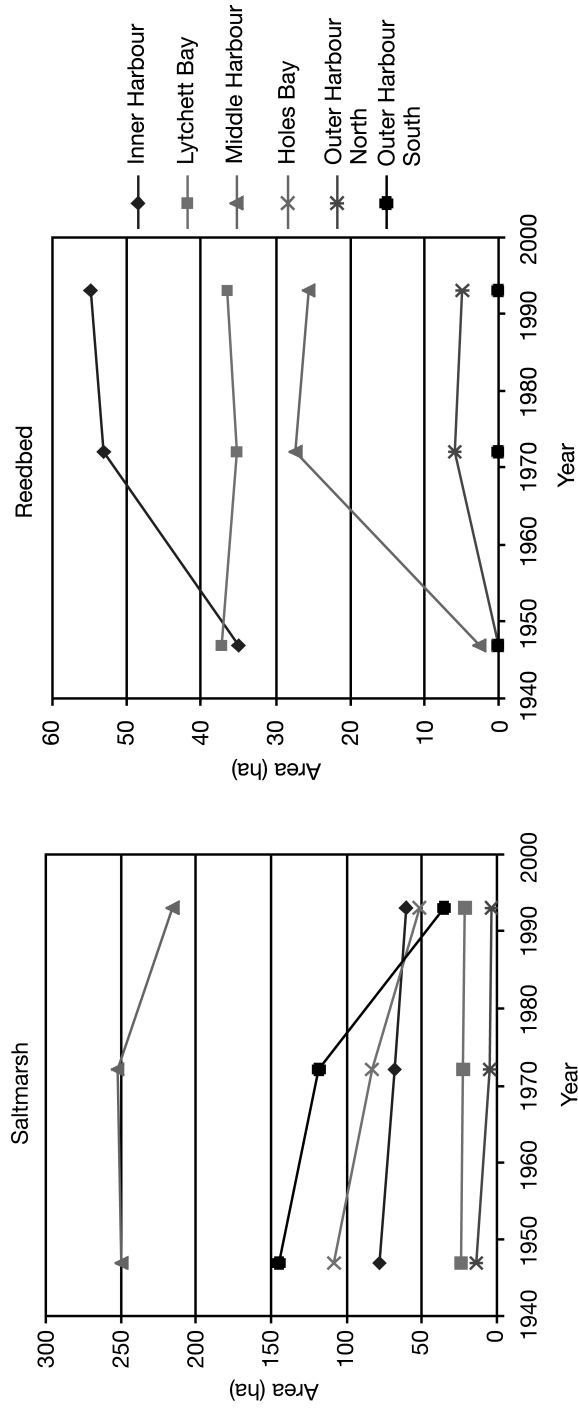 Saltmarsh
300
250
200
150
100
50
0
Area (ha)
1940
1950
1960
1970
1980
1990
2000
Year
Reedbed
60
50
40
30
20
10
0
Area (ha)
1940
1950
1960
1970
1980
1990
2000
Year
Inner Harbour
Lytchett Bay
Middle Harbour
Holes Bay
Outer Harbour
North
Outer Harbour
South